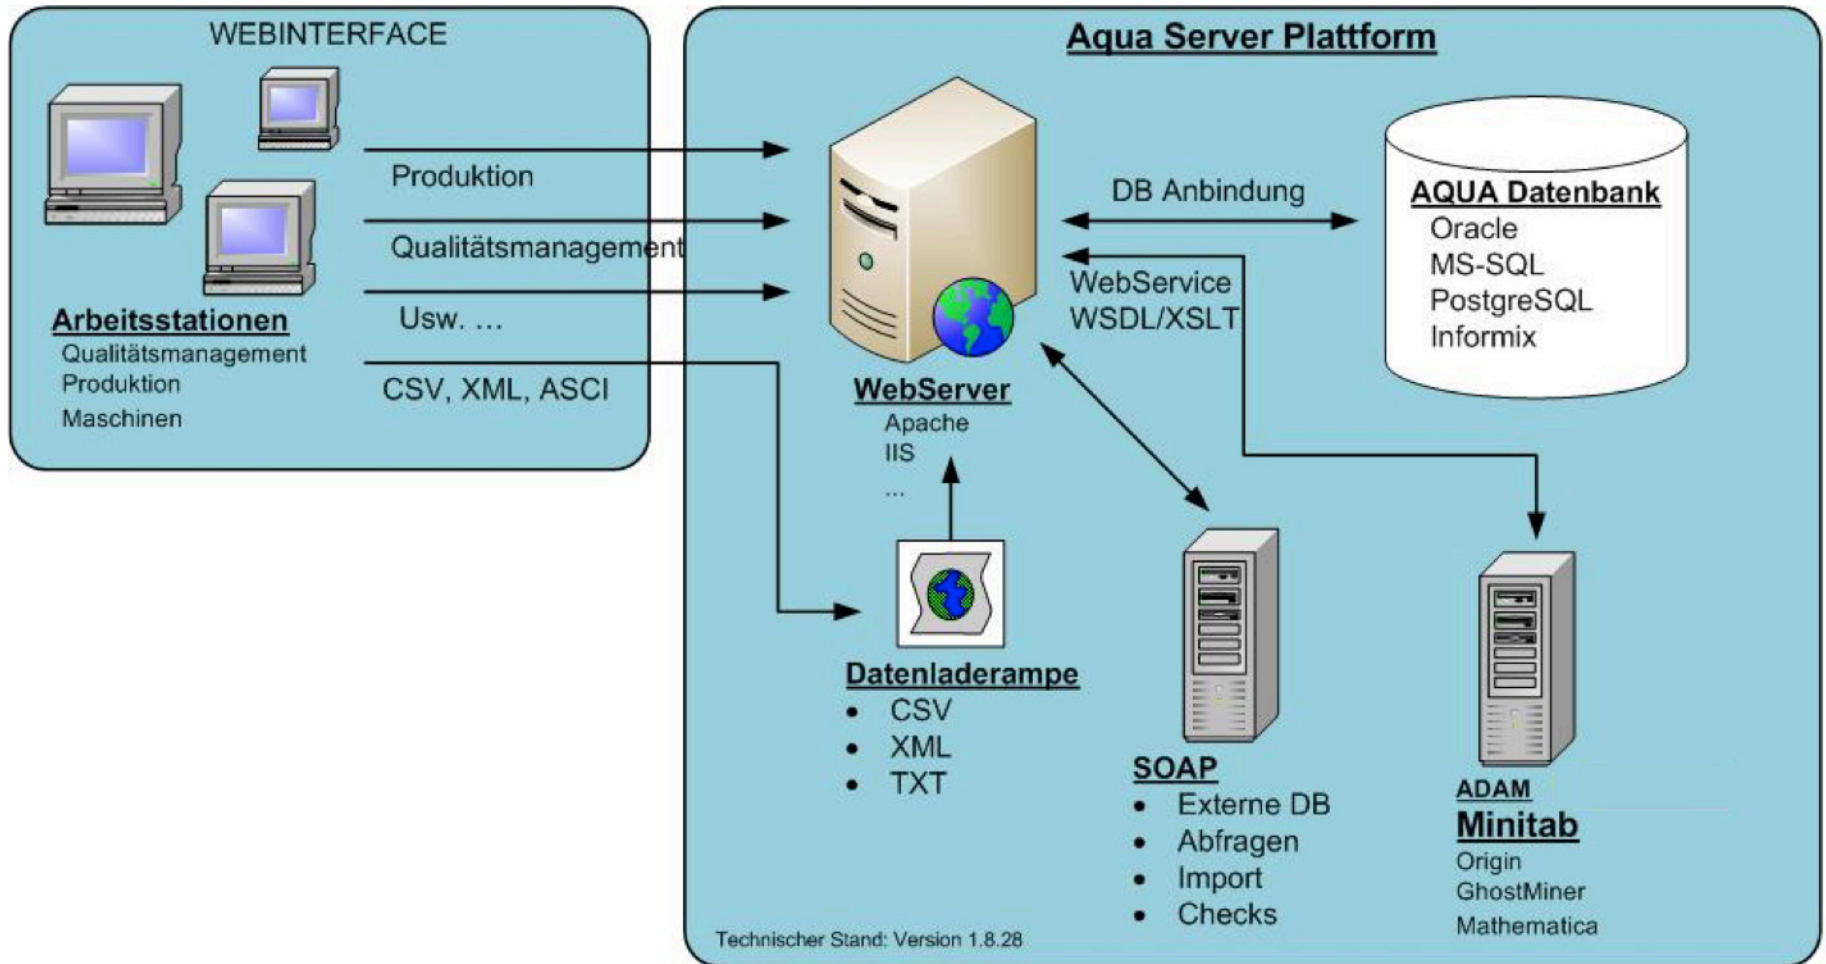 WEBINTERFACE
Arbeitsstationen
Qualitätsmanagement
Produktion
Maschinen
Produktion
Qualitätsmanagement
Usw. ...
CSV, XML, ASCI
Aqua Server Plattform
WebServer
Apache
IIS
...
DB Anbindung
WebService
WSDL/XSLT
AQUA Datenbank
Oracle
MS-SQL
PostgreSQL
Informix
Datenladerampe
• CSV
• XML
• TXT
SOAP
• Externe DB
• Abfragen
• Import
• Checks
ADAM
Minitab
Origin
GhostMiner
Mathematica
Technischer Stand: Version 1.8.28